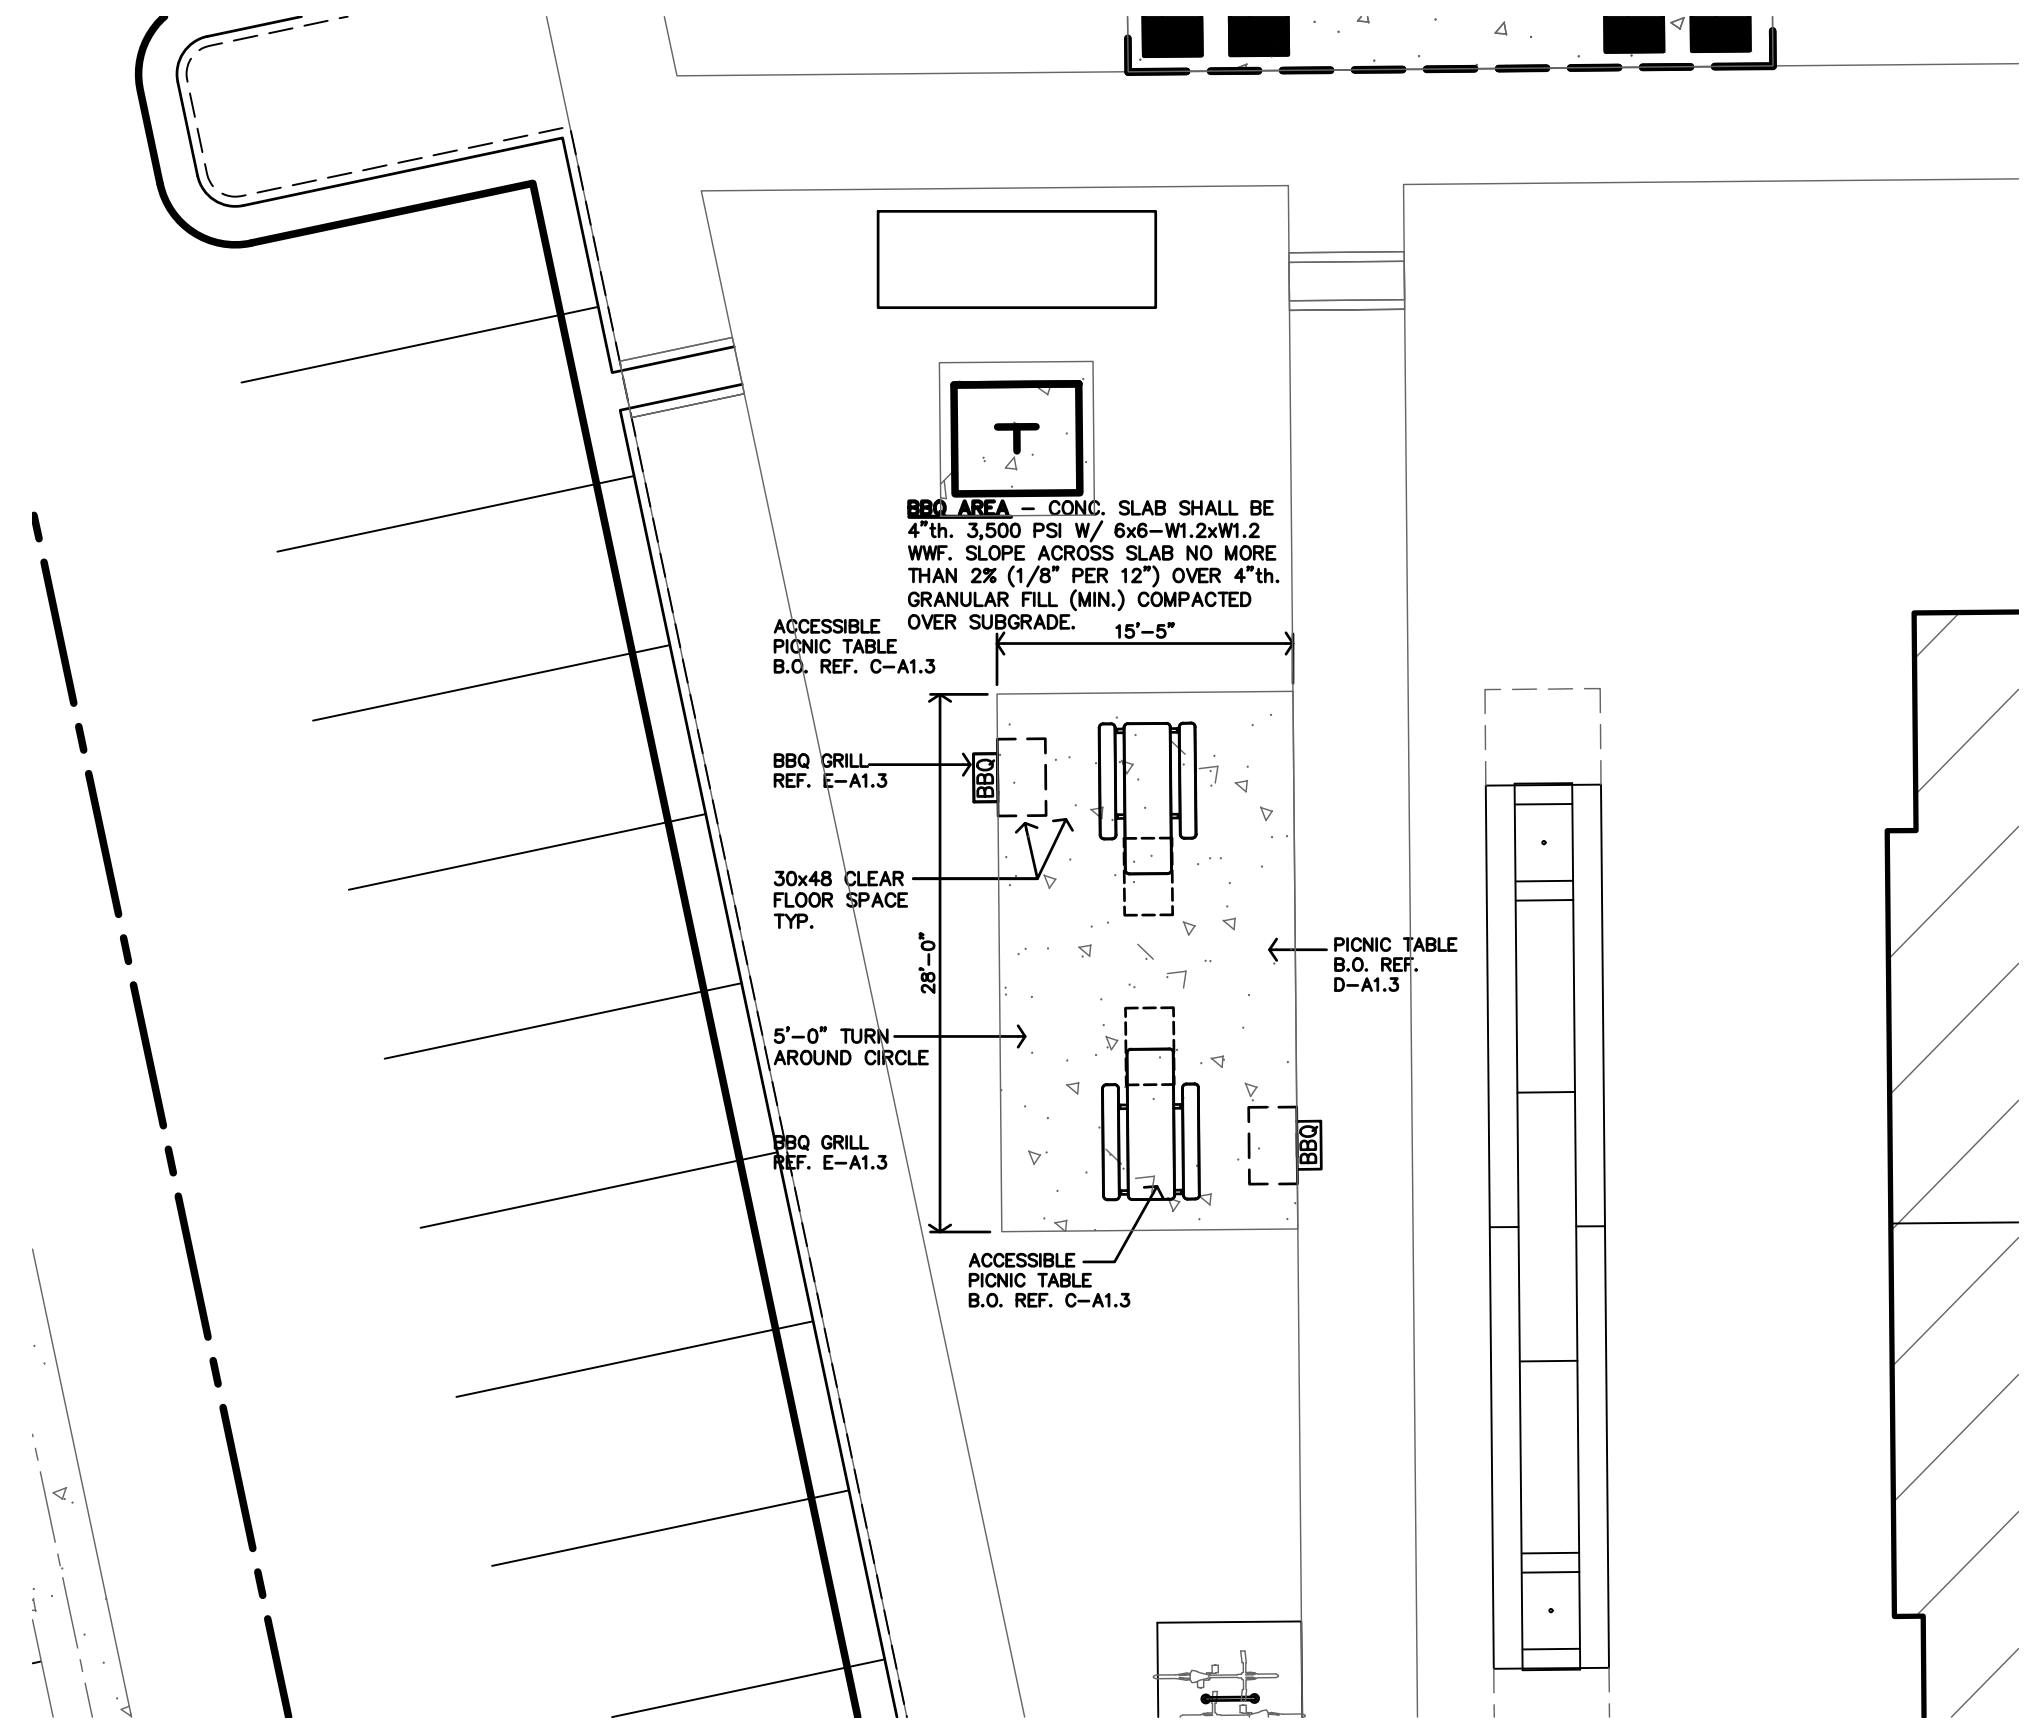 T
BBQ AREA – CONC. SLAB SHALL BE
4"th. 3,500 PSI W/ 6x6–W1.2xW1.2
WWF. SLOPE ACROSS SLAB NO MORE
THAN 2% (1/8" PER 12") OVER 4"th.
GRANULAR FILL (MIN.) COMPACTED
OVER SUBGRADE.
15'-5"
ACCESSIBLE
PICNIC TABLE
B.O. REF. C–A1.3
BBQ GRILL
REF. E–A1.3
BBQ
30x48 CLEAR
FLOOR SPACE
TYP.
28'-0"
PICNIC TABLE
B.O. REF.
D–A1.3
5'-0" TURN
AROUND CIRCLE
BBQ GRILL
REF. E–A1.3
BBQ
ACCESSIBLE
PICNIC TABLE
B.O. REF. C–A1.3